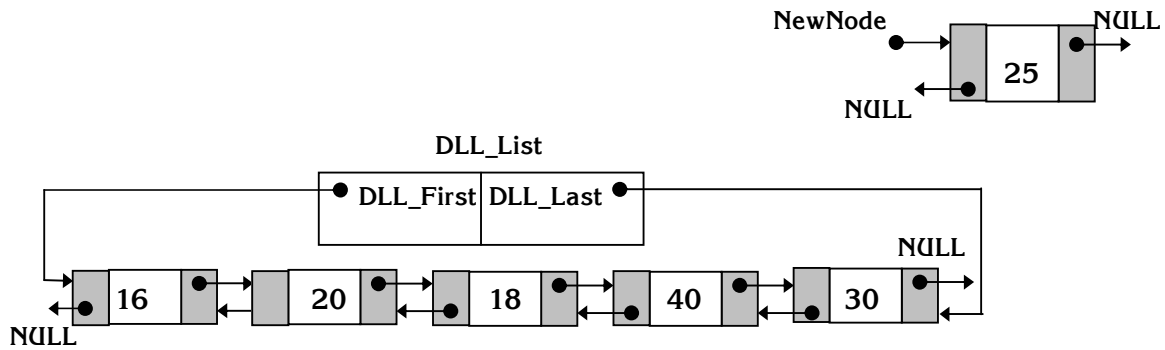 NewNode
NULL
25
NULL
DLL_List
DLL_First DLL_Last
NULL
16 20 18 40 30
NULL